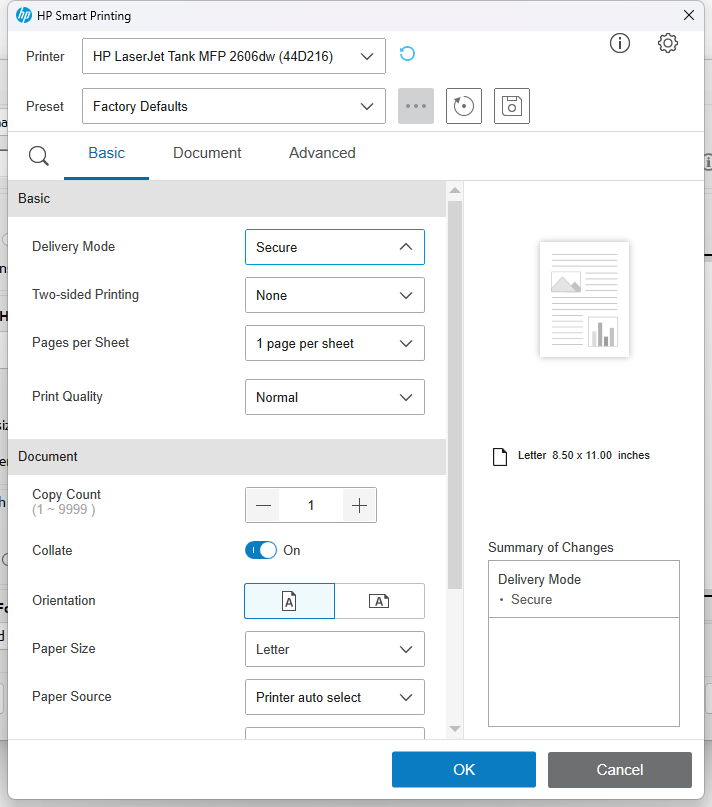 HP Smart Printing
Printer
HP LaserJet Tank MFP 2606dw (44D216)
Preset
Factory Defaults
Basic
Document
Advanced
Basic
Delivery Mode
Secure
Two-sided Printing
None
Pages per Sheet
1 page per sheet
Print Quality
Normal
Document
Copy Count
(1 ~ 9999 )
1
Collate
On
Orientation
A
A
Paper Size
Letter
Paper Source
Printer auto select
Letter 8.50 x 11.00 inches
Summary of Changes
Delivery Mode
• Secure
OK
Cancel